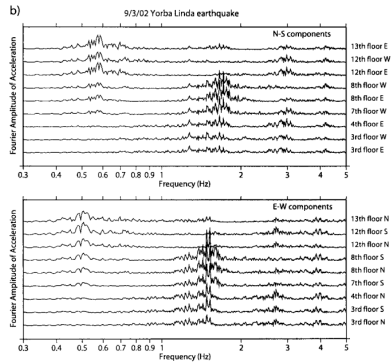 b)
9/3/02 Yorba Linda earthquake
N-S components
Fourier Amplitude of Acceleration
13th floor E
12th floor W
12th floor E
8th floor W
8th floor E
7th floor W
4th floor E
3rd floor W
3rd floor E
0.3 0.4 0.5 0.6 0.7 0.8 0.9 1 2 3 4 5
Frequency (Hz)
E-W components
Fourier Amplitude of Acceleration
13th floor N
12th floor S
12th floor N
8th floor S
8th floor N
7th floor S
4th floor N
3rd floor S
3rd floor N
0.3 0.4 0.5 0.6 0.7 0.8 0.9 1 2 3 4 5
Frequency (Hz)